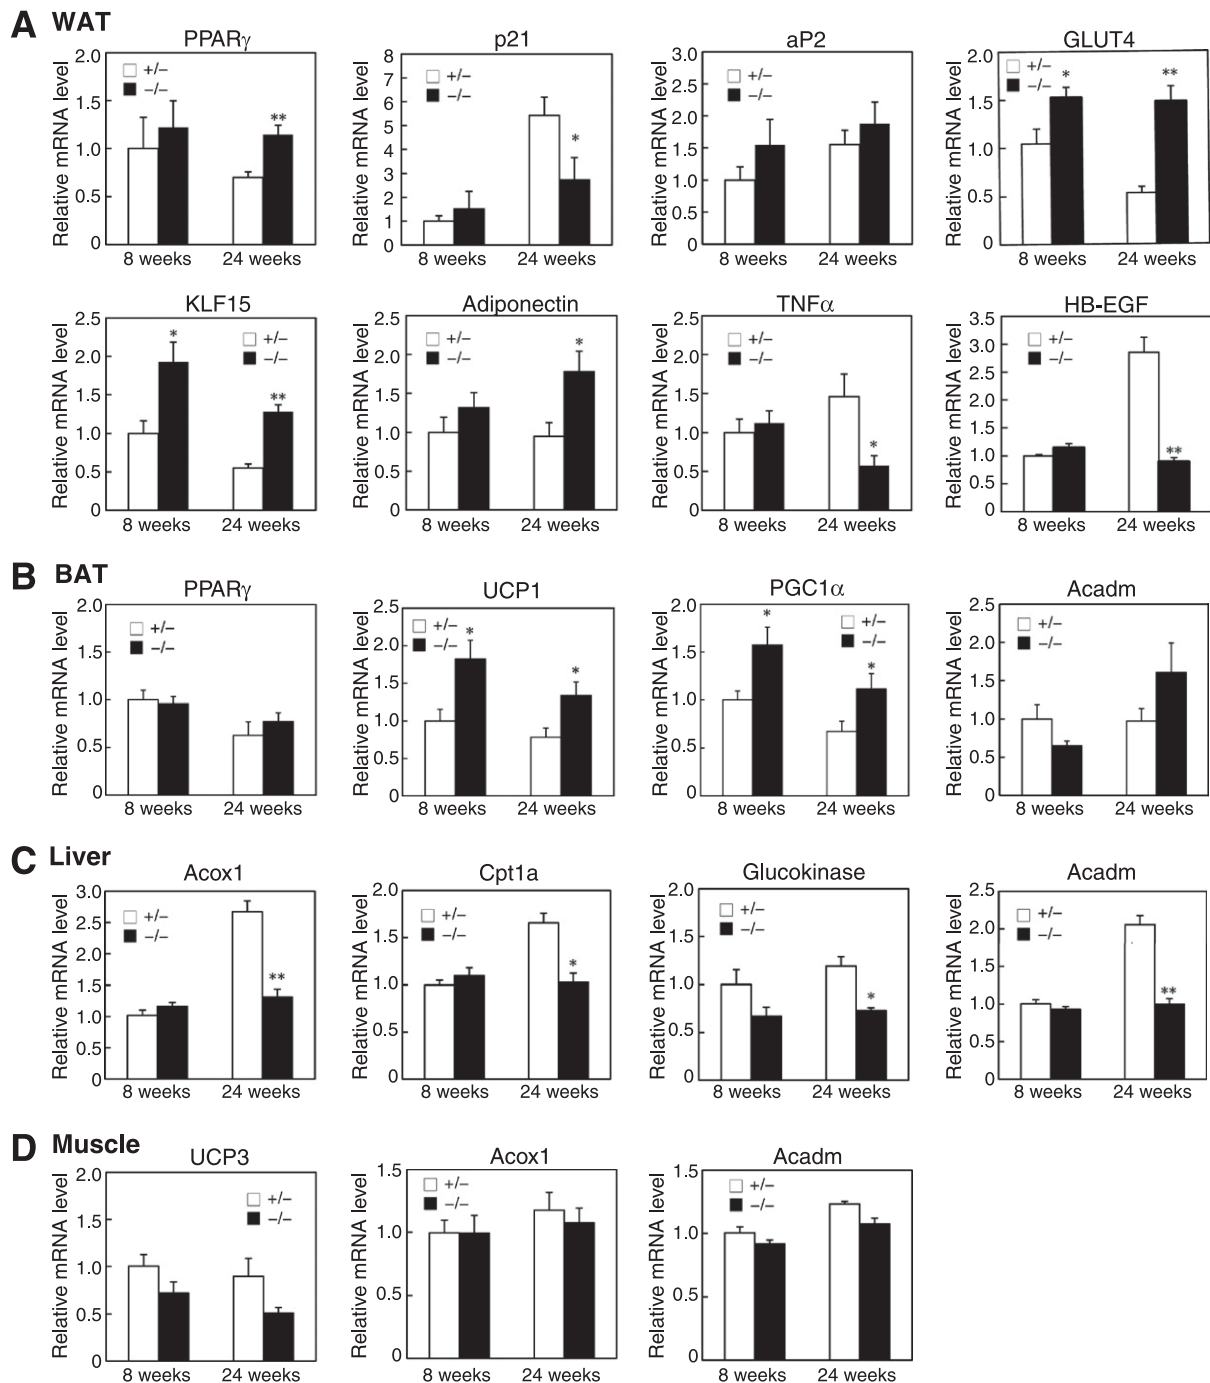 A WAT
PPARγ
Relative mRNA level
2.0
1.5
1.0
0.5
0
+/–
–/–
**
8 weeks
24 weeks
p21
Relative mRNA level
8
7
6
5
4
3
2
1
0
+/–
–/–
*
8 weeks
24 weeks
aP2
Relative mRNA level
3.0
2.5
2.0
1.5
1.0
0.5
0
+/–
–/–
8 weeks
24 weeks
GLUT4
Relative mRNA level
2.0
1.5
1.0
0.5
0
+/–
–/–
*
**
8 weeks
24 weeks
KLF15
Relative mRNA level
2.5
2.0
1.5
1.0
0.5
0
+/–
–/–
*
**
8 weeks
24 weeks
Adiponectin
Relative mRNA level
2.5
2.0
1.5
1.0
0.5
0
+/–
–/–
*
8 weeks
24 weeks
TNFα
Relative mRNA level
2.5
2.0
1.5
1.0
0.5
0
+/–
–/–
*
8 weeks
24 weeks
HB-EGF
Relative mRNA level
3.5
3.0
2.5
2.0
1.5
1.0
0.5
0
+/–
–/–
**
8 weeks
24 weeks
B BAT
PPARγ
Relative mRNA level
2.0
1.5
1.0
0.5
0
+/–
–/–
8 weeks
24 weeks
UCP1
Relative mRNA level
2.5
2.0
1.5
1.0
0.5
0
+/–
–/–
*
*
8 weeks
24 weeks
PGC1α
Relative mRNA level
2.0
1.5
1.0
0.5
0
+/–
–/–
*
*
8 weeks
24 weeks
Acadm
Relative mRNA level
2.5
2.0
1.5
1.0
0.5
0
+/–
–/–
8 weeks
24 weeks
C Liver
Acox1
Relative mRNA level
3.0
2.5
2.0
1.5
1.0
0.5
0
+/–
–/–
**
8 weeks
24 weeks
Cpt1a
Relative mRNA level
2.0
1.5
1.0
0.5
0
+/–
–/–
*
8 weeks
24 weeks
Glucokinase
Relative mRNA level
2.0
1.5
1.0
0.5
0
+/–
–/–
*
8 weeks
24 weeks
Acadm
Relative mRNA level
2.5
2.0
1.5
1.0
0.5
0
+/–
–/–
**
8 weeks
24 weeks
D Muscle
UCP3
Relative mRNA level
2.0
1.5
1.0
0.5
0
+/–
–/–
8 weeks
24 weeks
Acox1
Relative mRNA level
1.5
1.0
0.5
0
+/–
–/–
8 weeks
24 weeks
Acadm
Relative mRNA level
1.5
1.0
0.5
0
+/–
–/–
8 weeks
24 weeks